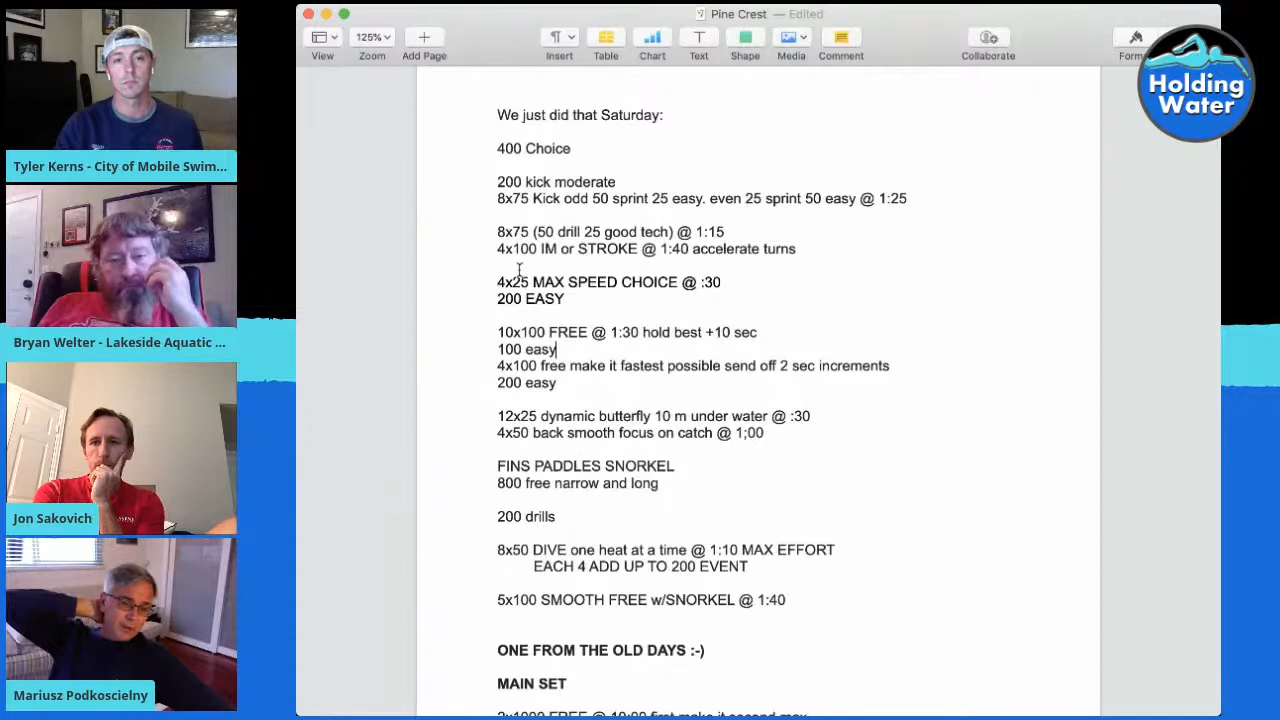 Pine Crest — Edited
125%
View
Zoom
Add Page
Insert
Table
Chart
Text
Shape
Media
Comment
Collaborate
Form
Holding
Water
Tyler Kerns - City of Mobile Swim...
Bryan Welter - Lakeside Aquatic ...
Jon Sakovich
Mariusz Podkoscielny
We just did that Saturday:
400 Choice
200 kick moderate
8x75 Kick odd 50 sprint 25 easy. even 25 sprint 50 easy @ 1:25
8x75 (50 drill 25 good tech) @ 1:15
4x100 IM or STROKE @ 1:40 accelerate turns
4x25 MAX SPEED CHOICE @ :30
200 EASY
10x100 FREE @ 1:30 hold best +10 sec
100 easy
4x100 free make it fastest possible send off 2 sec increments
200 easy
12x25 dynamic butterfly 10 m under water @ :30
4x50 back smooth focus on catch @ 1;00
FINS PADDLES SNORKEL
800 free narrow and long
200 drills
8x50 DIVE one heat at a time @ 1:10 MAX EFFORT
EACH 4 ADD UP TO 200 EVENT
5x100 SMOOTH FREE w/SNORKEL @ 1:40
ONE FROM THE OLD DAYS :-)
MAIN SET
FREE @ first make it second max